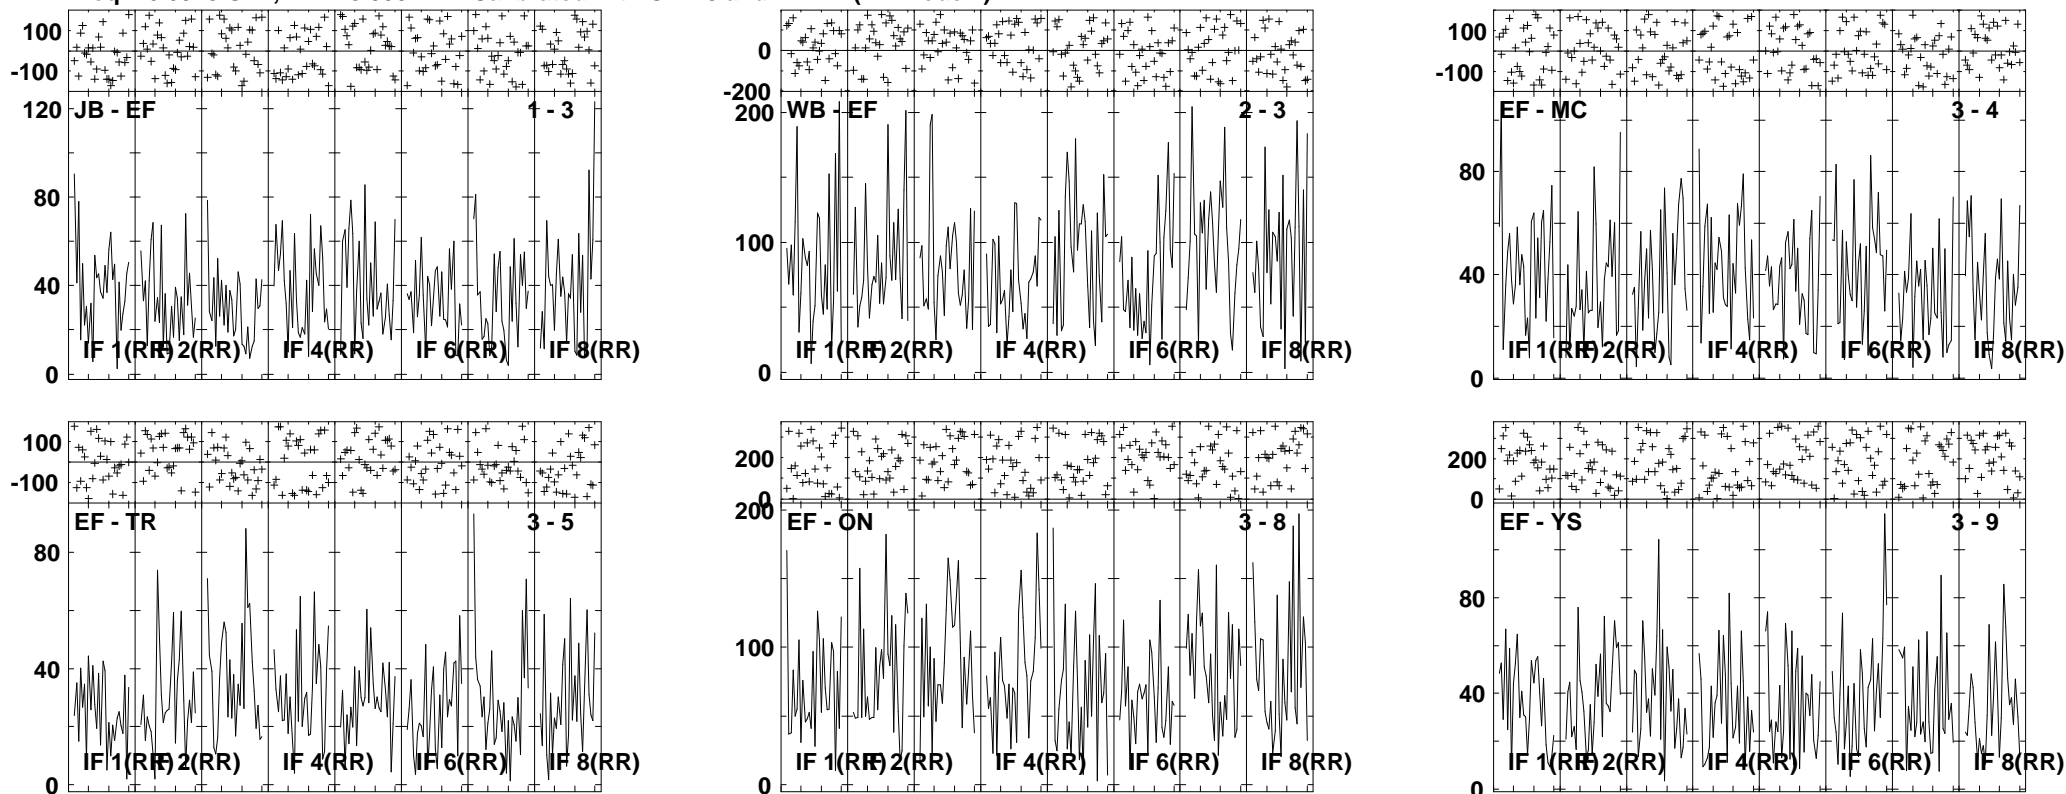 100
-100
120
80
40
0
JB - EF
1 - 3
IF 1(RR)
IF 2(RR)
IF 4(RR)
IF 6(RR)
IF 8(RR)
0
-200
200
100
0
WB - EF
2 - 3
IF 1(RR)
IF 2(RR)
IF 4(RR)
IF 6(RR)
IF 8(RR)
100
-100
80
40
0
EF - MC
3 - 4
IF 1(RR)
IF 2(RR)
IF 4(RR)
IF 6(RR)
IF 8(RR)
100
-100
80
40
0
EF - TR
3 - 5
IF 1(RR)
IF 2(RR)
IF 4(RR)
IF 6(RR)
IF 8(RR)
200
0
200
100
0
EF - ON
3 - 8
IF 1(RR)
IF 2(RR)
IF 4(RR)
IF 6(RR)
IF 8(RR)
200
0
80
40
0
EF - YS
3 - 9
IF 1(RR)
IF 2(RR)
IF 4(RR)
IF 6(RR)
IF 8(RR)